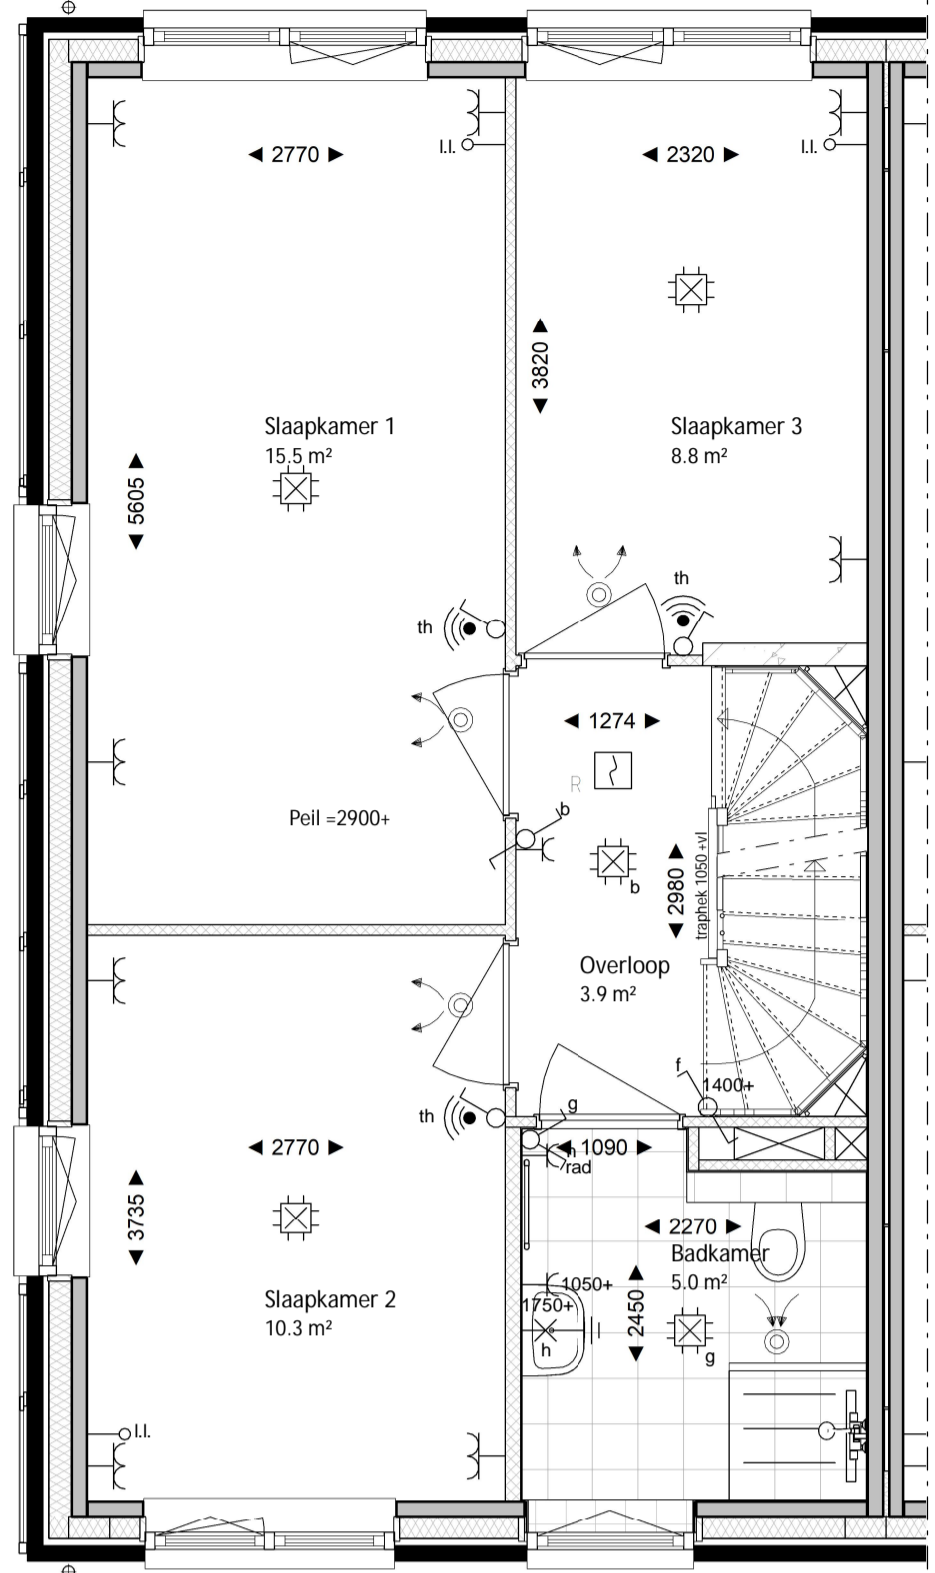 2770
l.l.
2320
l.l.
3820
Slaapkamer 1
15.5 m²
Slaapkamer 3
8.8 m²
5605
th
th
1274
R
Peil =2900+
b
b
2980
traphek 1050 +vl
Overloop
3.9 m²
f
1400+
th
g
2770
1090
h
rad
3735
2270
Badkamer
5.0 m²
1050+
1750+
2450
h
g
Slaapkamer 2
10.3 m²
l.l.